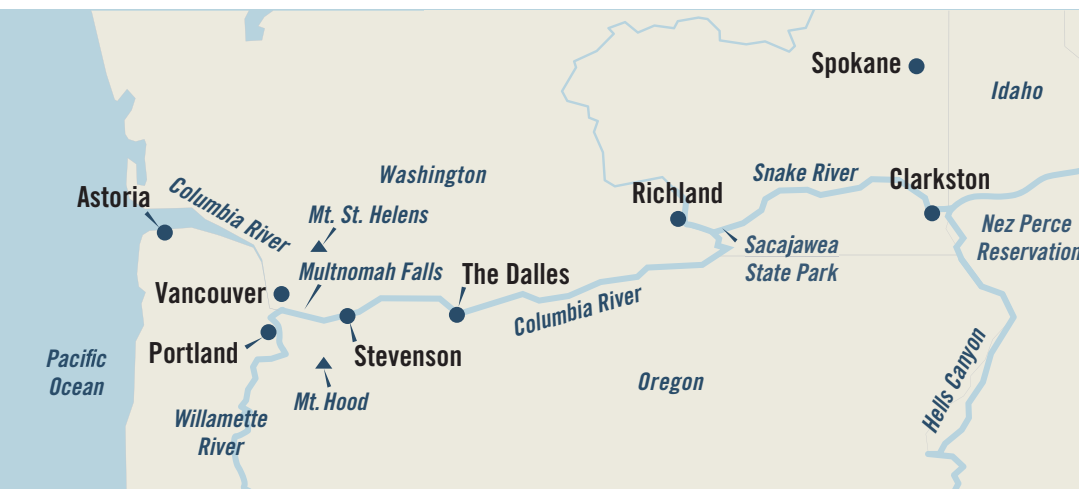 Spokane
Idaho
Washington
Snake River
Clarkston
Astoria
Columbia River
Richland
Mt. St. Helens
Nez Perce
Reservation
Sacajawea
State Park
Multnomah Falls
The Dalles
Vancouver
Columbia River
Portland
Stevenson
Pacific
Ocean
Oregon
Hells Canyon
Mt. Hood
Willamette
River